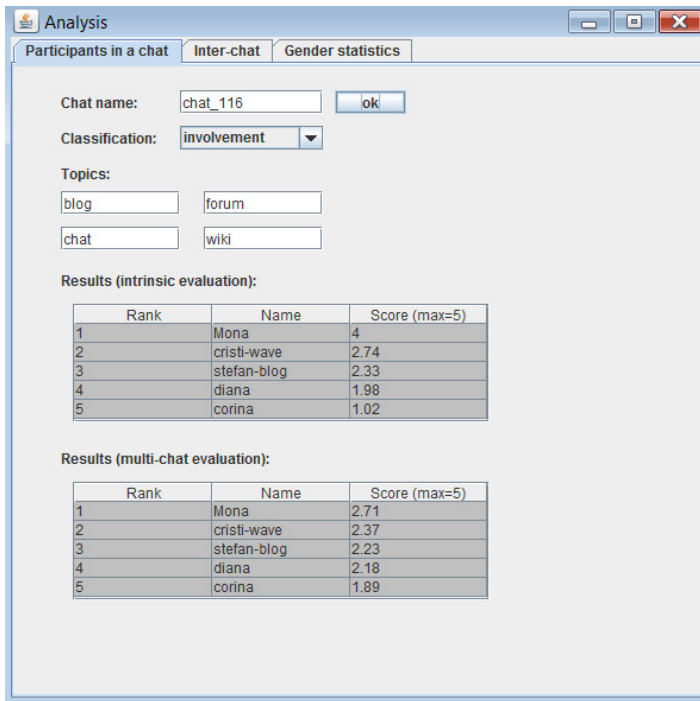 Analysis
Participants in a chat Inter-chat Gender statistics
Chat name: chat_116 ok
Classification: involvement
Topics:
blog forum
chat wiki
Results (intrinsic evaluation):
Rank Name Score (max=5)
1 Mona 4
2 cristi-wave 2.74
3 stefan-blog 2.33
4 diana 1.98
5 corina 1.02
Results (multi-chat evaluation):
Rank Name Score (max=5)
1 Mona 2.71
2 cristi-wave 2.37
3 stefan-blog 2.23
4 diana 2.18
5 corina 1.89